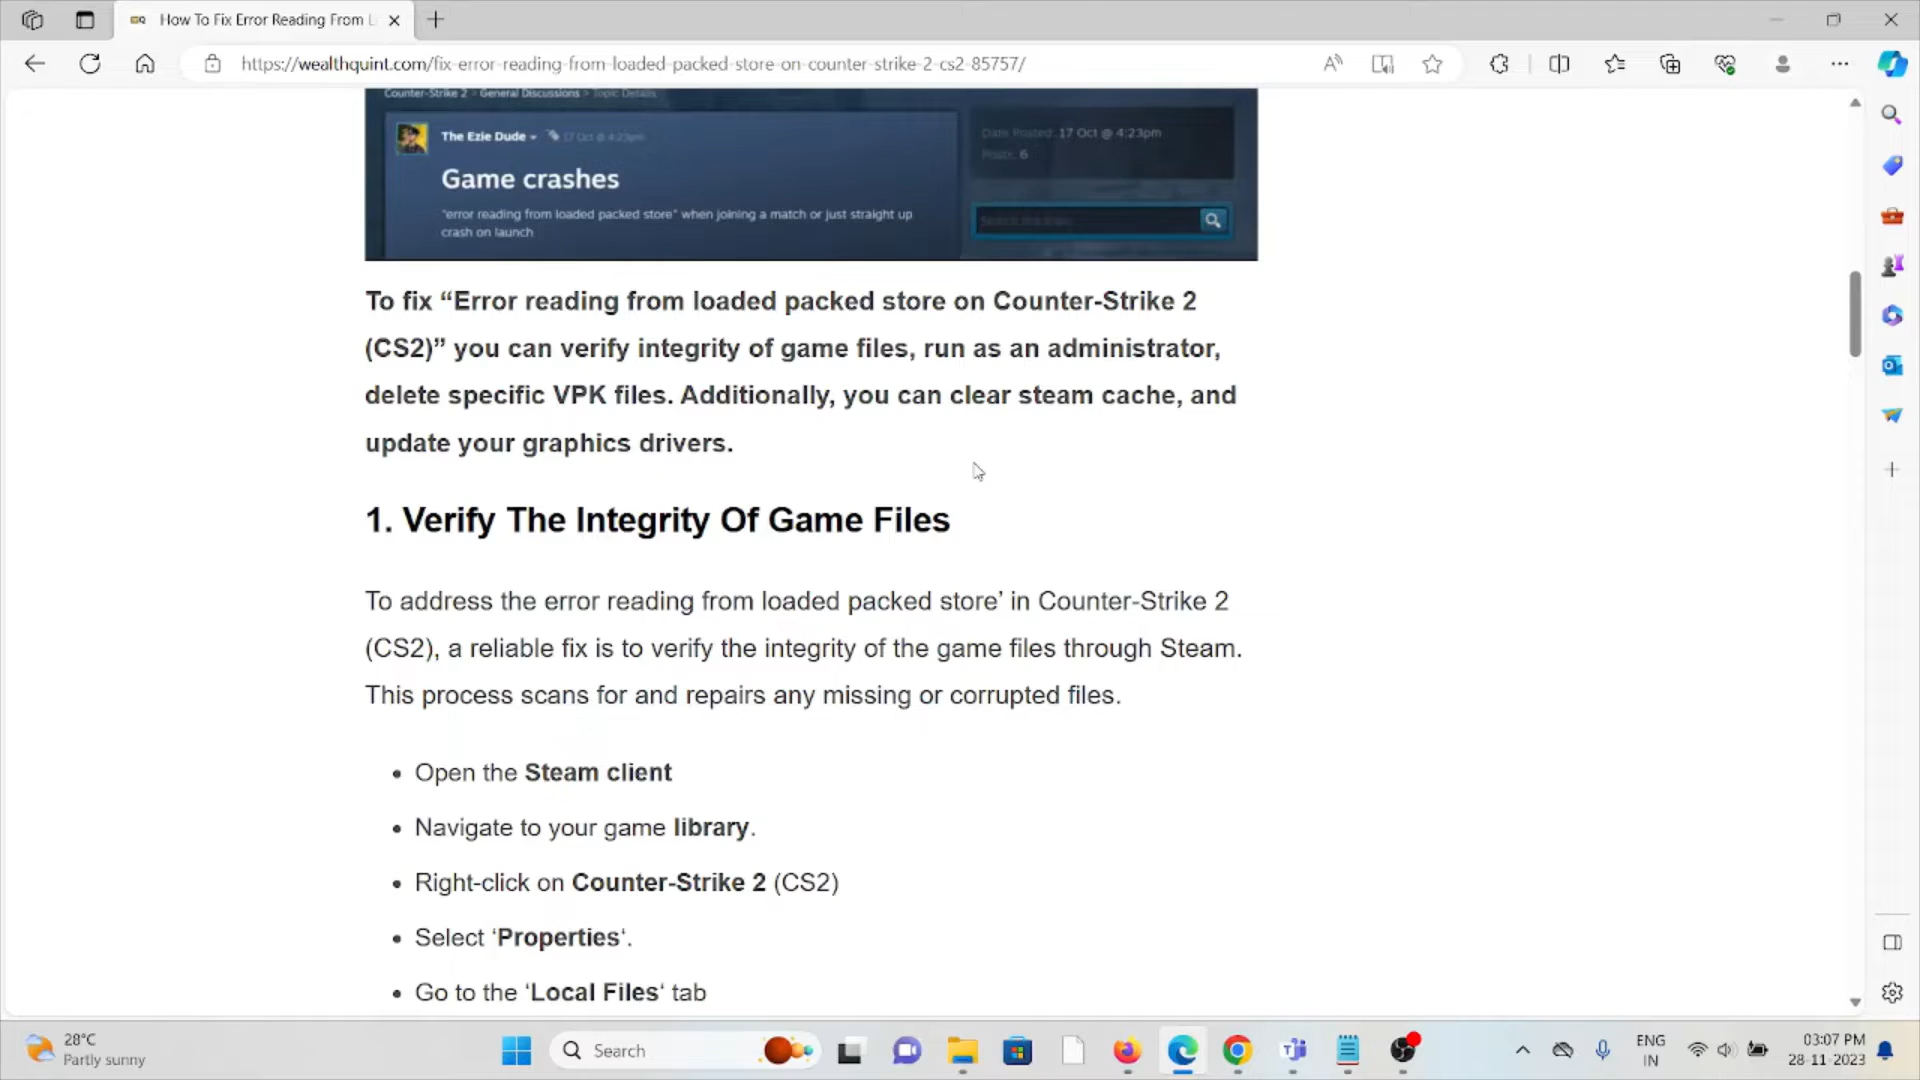 How To Fix Error Reading From L
https://wealthquint.com/fix-error-reading-from-loaded-packed-store-on-counter-strike-2-cs2-85757/
Counter-Strike 2 > General Discussions > Topic Details
The Ezie Dude 17 Oct @ 4:23pm
Date Posted: 17 Oct @ 4:23pm
Posts: 6
Game crashes
"error reading from loaded packed store" when joining a match or just straight up
crash on launch
To fix “Error reading from loaded packed store on Counter-Strike 2
(CS2)” you can verify integrity of game files, run as an administrator,
delete specific VPK files. Additionally, you can clear steam cache, and
update your graphics drivers.
1. Verify The Integrity Of Game Files
To address the error reading from loaded packed store’ in Counter-Strike 2
(CS2), a reliable fix is to verify the integrity of the game files through Steam.
This process scans for and repairs any missing or corrupted files.
• Open the Steam client
• Navigate to your game library.
• Right-click on Counter-Strike 2 (CS2)
• Select ‘Properties‘.
• Go to the ‘Local Files‘ tab
28°C
Partly sunny
Search
ENG
IN
03:07 PM
28-11-2023